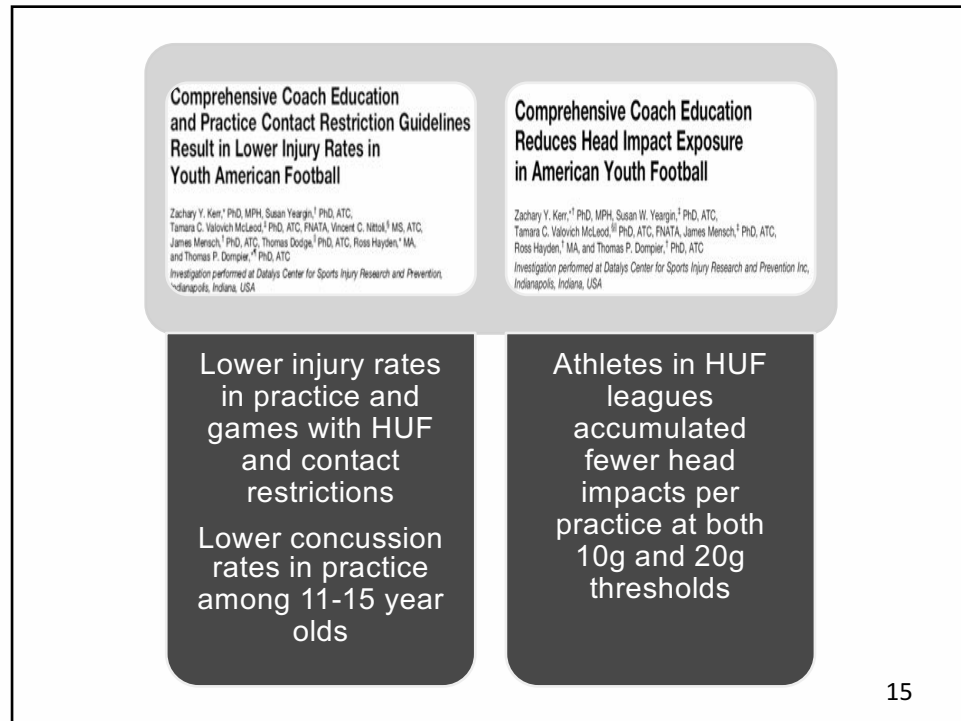 Comprehensive Coach Education
and Practice Contact Restriction Guidelines
Result in Lower Injury Rates in
Youth American Football
Zachary Y. Kerr,* PhD, MPH, Susan Yeargin,† PhD, ATC,
Tamara C. Valovich McLeod,‡ PhD, ATC, FNATA, Vincent C. Nittoli,§ MS, ATC,
James Mensch,† PhD, ATC, Thomas Dodge,|| PhD, ATC, Ross Hayden,* MA,
and Thomas P. Dompier,*¶ PhD, ATC
Investigation performed at Datalys Center for Sports Injury Research and Prevention,
Indianapolis, Indiana, USA
Comprehensive Coach Education
Reduces Head Impact Exposure
in American Youth Football
Zachary Y. Kerr,*† PhD, MPH, Susan W. Yeargin,‡ PhD, ATC,
Tamara C. Valovich McLeod,§|| PhD, ATC, FNATA, James Mensch,‡ PhD, ATC,
Ross Hayden,† MA, and Thomas P. Dompier,† PhD, ATC
Investigation performed at Datalys Center for Sports Injury Research and Prevention Inc,
Indianapolis, Indiana, USA
Lower injury rates
in practice and
games with HUF
and contact
restrictions
Lower concussion
rates in practice
among 11-15 year
olds
Athletes in HUF
leagues
accumulated
fewer head
impacts per
practice at both
10g and 20g
thresholds
15